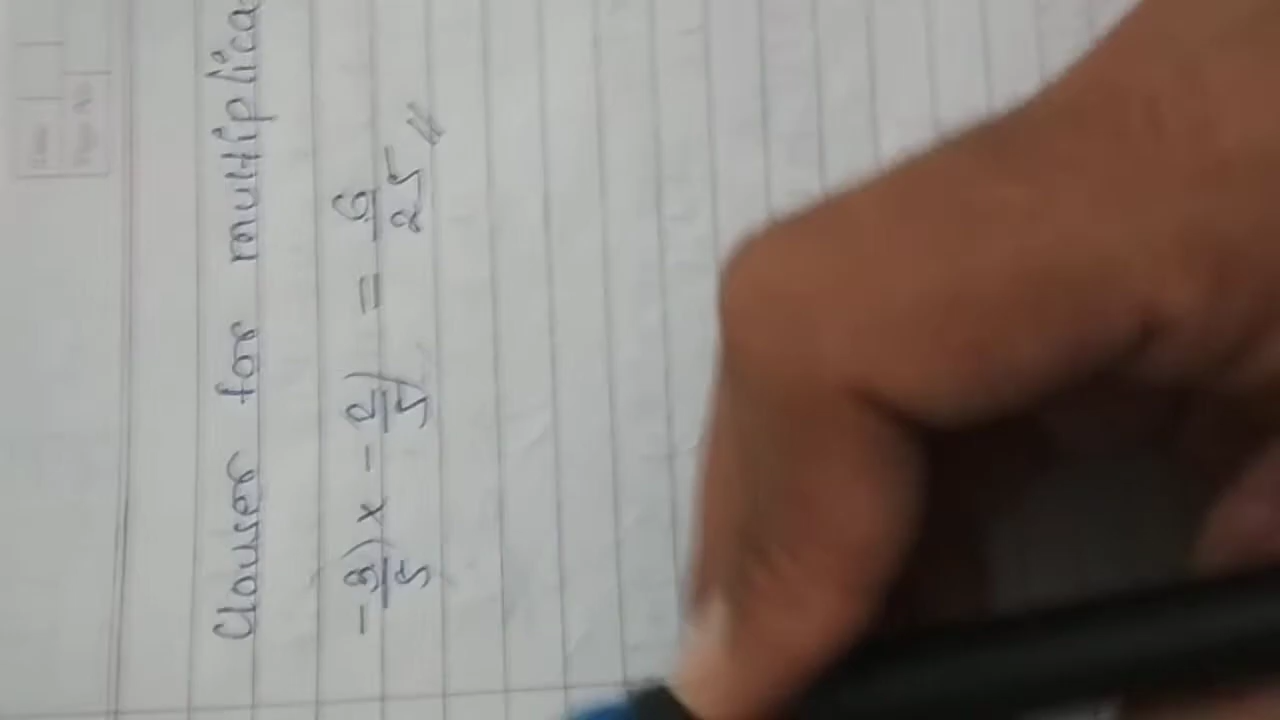 Clouser for multiplica
-3/5) x -2/5) = 6/25 //